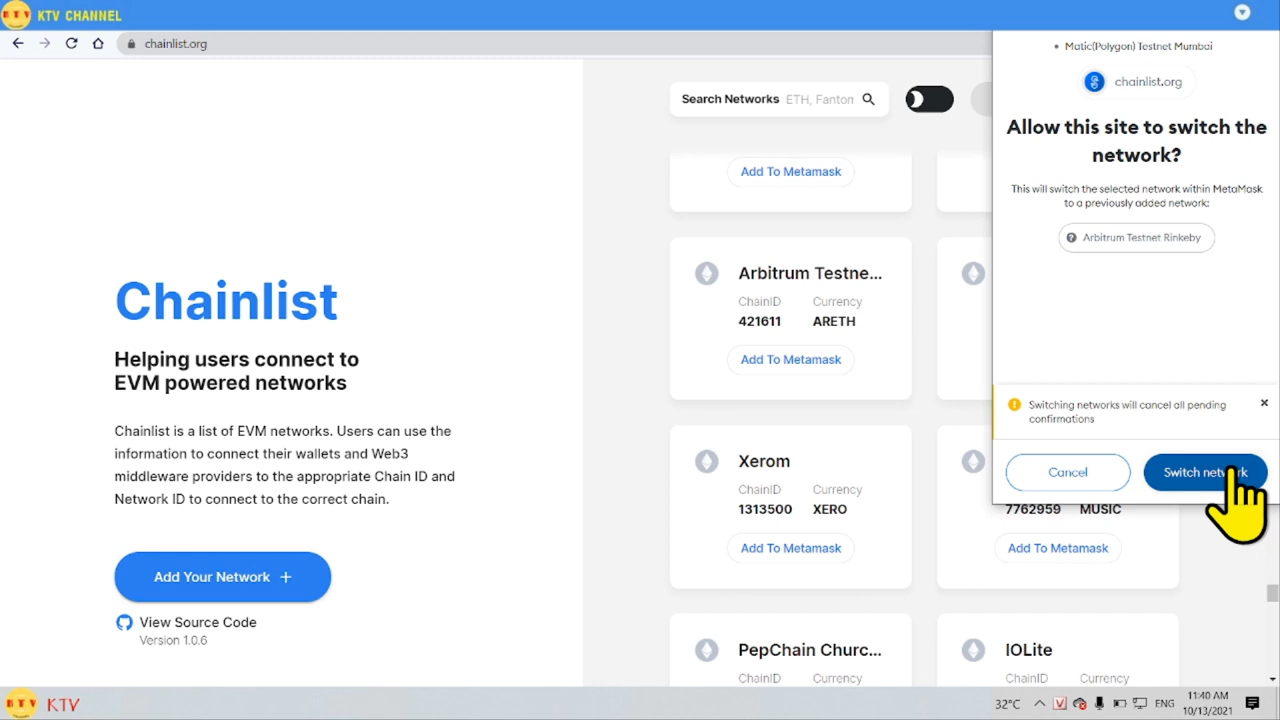 KTV
KTV CHANNEL
chainlist.org
Chainlist
Helping users connect to
EVM powered networks
Chainlist is a list of EVM networks. Users can use the
information to connect their wallets and Web3
middleware providers to the appropriate Chain ID and
Network ID to connect to the correct chain.
Add Your Network +
View Source Code
Version 1.0.6
Search Networks ETH, Fanton
Add To Metamask
Arbitrum Testne...
ChainID Currency
421611 ARETH
Add To Metamask
Xerom
ChainID Currency
1313500 XERO
Add To Metamask
7762959 MUSIC
Add To Metamask
PepChain Churc...
ChainID Currency
IOLite
ChainID Currency
Matic(Polygon) Testnet Mumbai
chainlist.org
Allow this site to switch the
network?
This will switch the selected network within MetaMask
to a previously added network:
? Arbitrum Testnet Rinkeby
! Switching networks will cancel all pending
confirmations
×
Cancel
Switch network
KTV
KTV
32°C
V
ENG
11:40 AM
10/13/2021